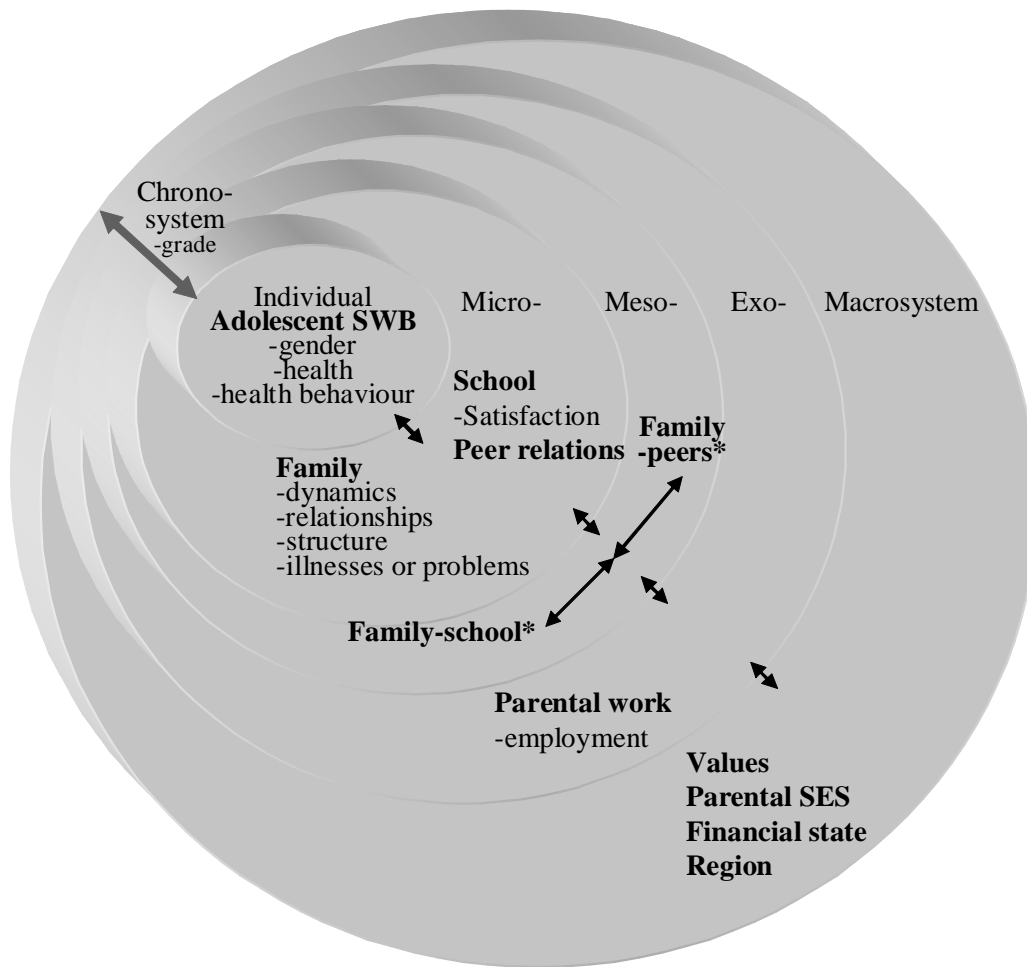 Chrono-
system
-grade
Individual
Adolescent SWB
-gender
-health
-health behaviour
Micro-
Meso-
Exo-
Macrosystem
School
-Satisfaction
Peer relations
Family
-peers*
Family
-dynamics
-relationships
-structure
-illnesses or problems
Family-school*
Parental work
-employment
Values
Parental SES
Financial state
Region